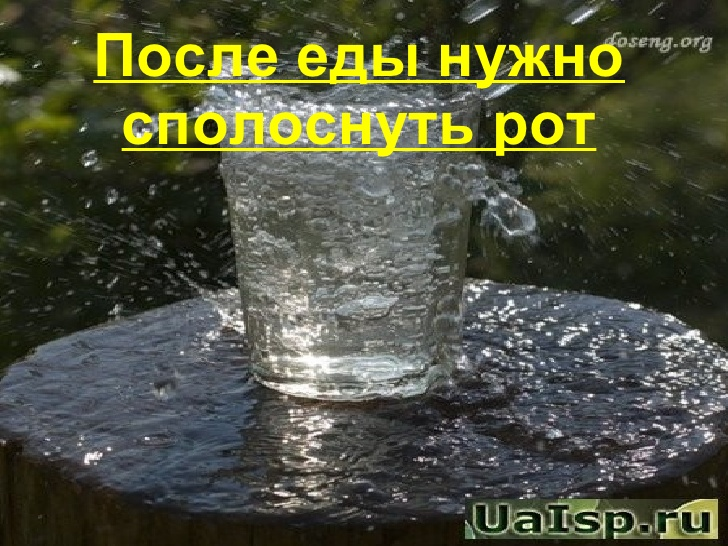 doseng.org
После еды нужно
сполоснуть рот
UaIsp.ru